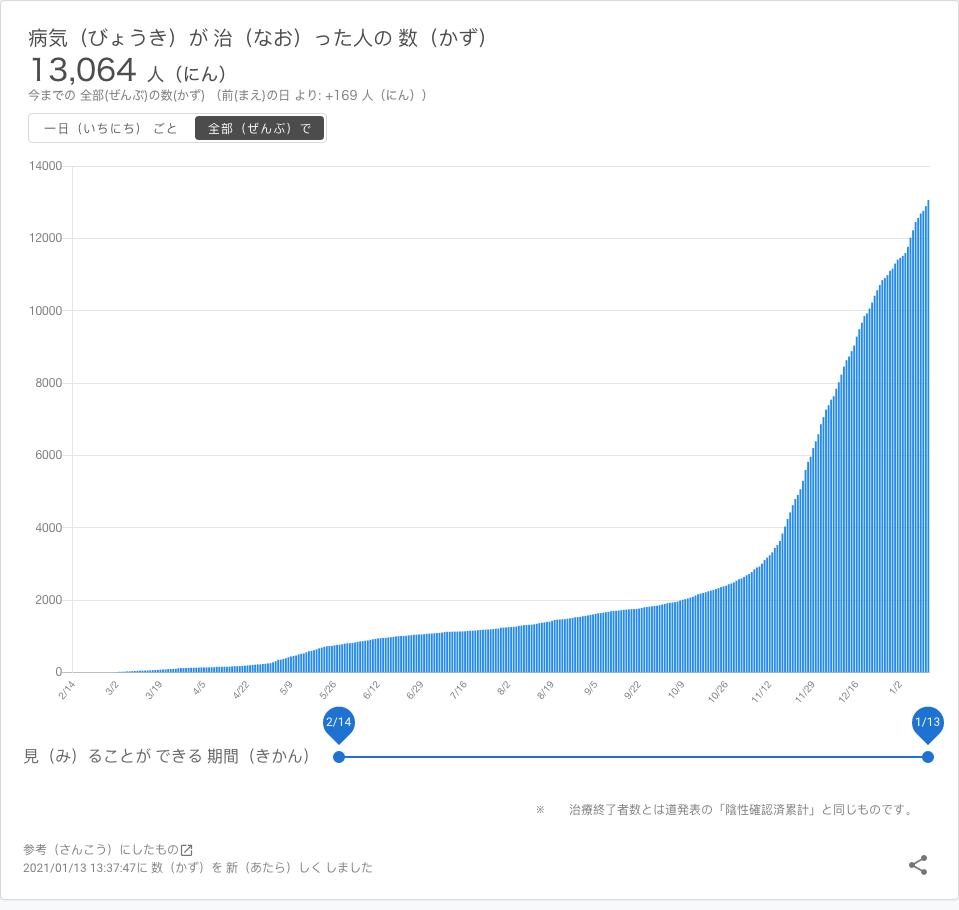 病気（びょうき）が 治（なお）った人の 数（かず）
13,064 人（にん）
今までの 全部(ぜんぶ)の数(かず) （前(まえ)の日 より: +169 人（にん））
一日（いちにち） ごと 全部（ぜんぶ）で
14000
12000
10000
8000
6000
4000
2000
0
2/14 3/2 3/19 4/5 4/22 5/9 5/26 6/12 6/29 7/16 8/2 8/19 9/5 9/22 10/9 10/26 11/12 11/29 12/16 1/2
2/14 1/13
見（み）ることが できる 期間（きかん）
※ 治療終了者数とは道発表の「陰性確認済累計」と同じものです。
参考（さんこう）にしたもの
2021/01/13 13:37:47に 数（かず）を 新（あたら）しく しました